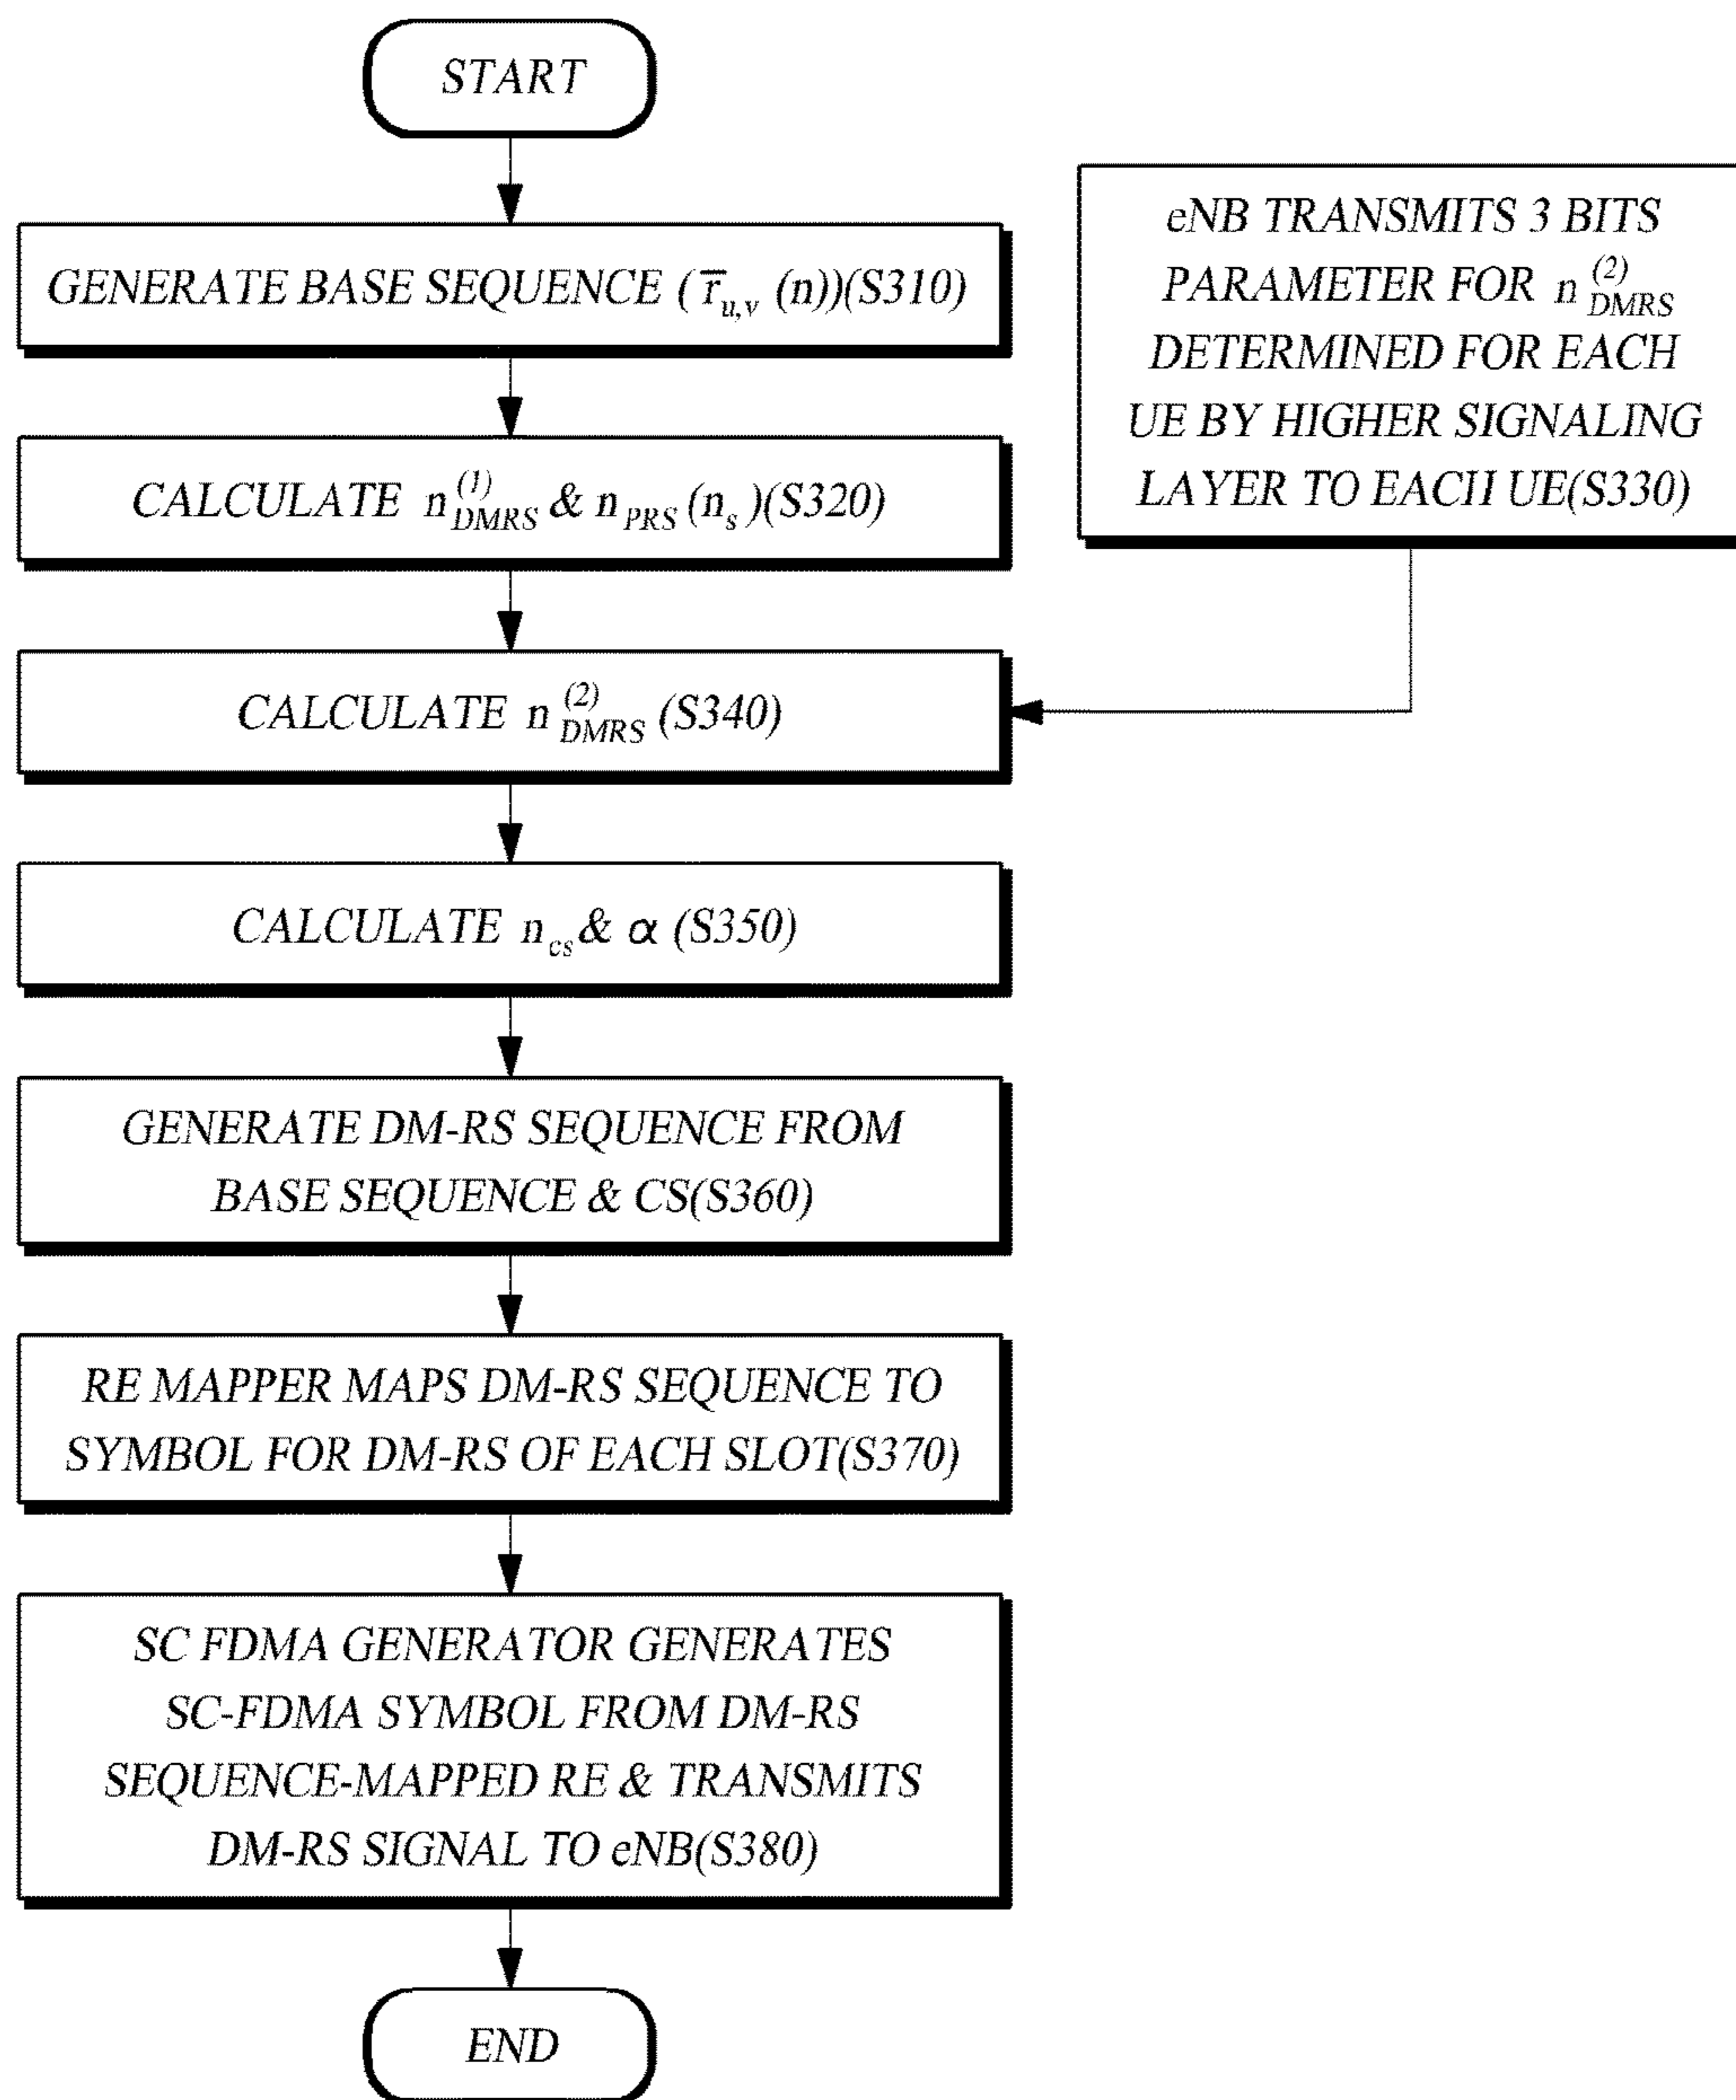 START
GENERATE BASE SEQUENCE (r̅u,v (n))(S310)
CALCULATE n(1)DMRS & nPRS (ns)(S320)
eNB TRANSMITS 3 BITS
PARAMETER FOR n(2)DMRS
DETERMINED FOR EACH
UE BY HIGHER SIGNALING
LAYER TO EACH UE(S330)
CALCULATE n(2)DMRS (S340)
CALCULATE ncs & α (S350)
GENERATE DM-RS SEQUENCE FROM
BASE SEQUENCE & CS(S360)
RE MAPPER MAPS DM-RS SEQUENCE TO
SYMBOL FOR DM-RS OF EACH SLOT(S370)
SC FDMA GENERATOR GENERATES
SC-FDMA SYMBOL FROM DM-RS
SEQUENCE-MAPPED RE & TRANSMITS
DM-RS SIGNAL TO eNB(S380)
END